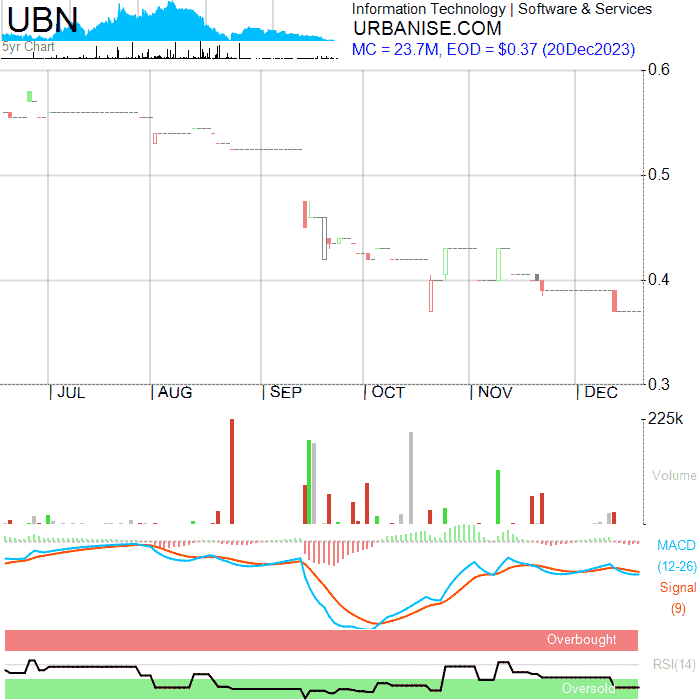 UBN
Information Technology | Software & Services
URBANISE.COM
5yr Chart
MC = 23.7M, EOD = $0.37 (20Dec2023)
0.6
0.5
0.4
0.3
| JUL | AUG | SEP | OCT | NOV | DEC
225k
Volume
MACD
(12-26)
Signal
(9)
Overbought
RSI(14)
Oversold